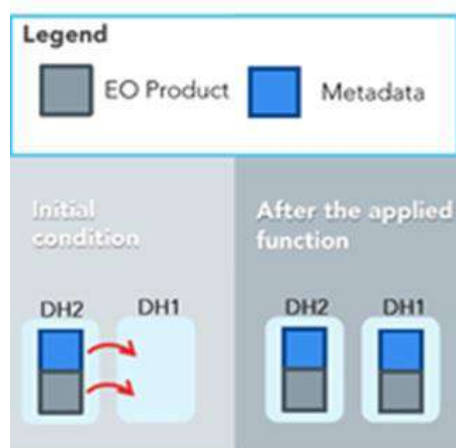 Legend
EO Product
Metadata
Initial
condition
After the applied
function
DH2
DH1
DH2
DH1